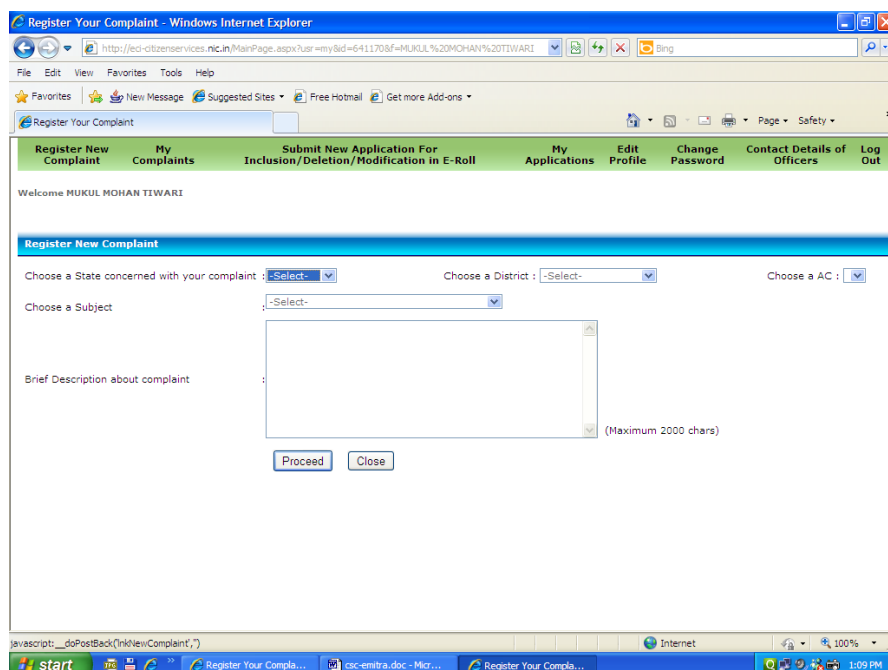 Register Your Complaint - Windows Internet Explorer
http://eci-citizenservices.nic.in/MainPage.aspx?usr=my&id=641170&f=MUKUL%20MOHAN%20TIWARI
Bing
File Edit View Favorites Tools Help
Favorites New Message Suggested Sites Free Hotmail Get more Add-ons
Register Your Complaint
Page Safety
Register New Complaint
My Complaints
Submit New Application For Inclusion/Deletion/Modification in E-Roll
My Applications
Edit Profile
Change Password
Contact Details of Officers
Log Out
Welcome MUKUL MOHAN TIWARI
Register New Complaint
Choose a State concerned with your complaint : -Select- Choose a District : -Select- Choose a AC :
Choose a Subject : -Select-
Brief Description about complaint :
(Maximum 2000 chars)
Proceed Close
javascript:__doPostBack('lnkNewComplaint','') Internet 100%
start Register Your Compla... csc-emitra.doc - Micr... Register Your Compla... 1:09 PM